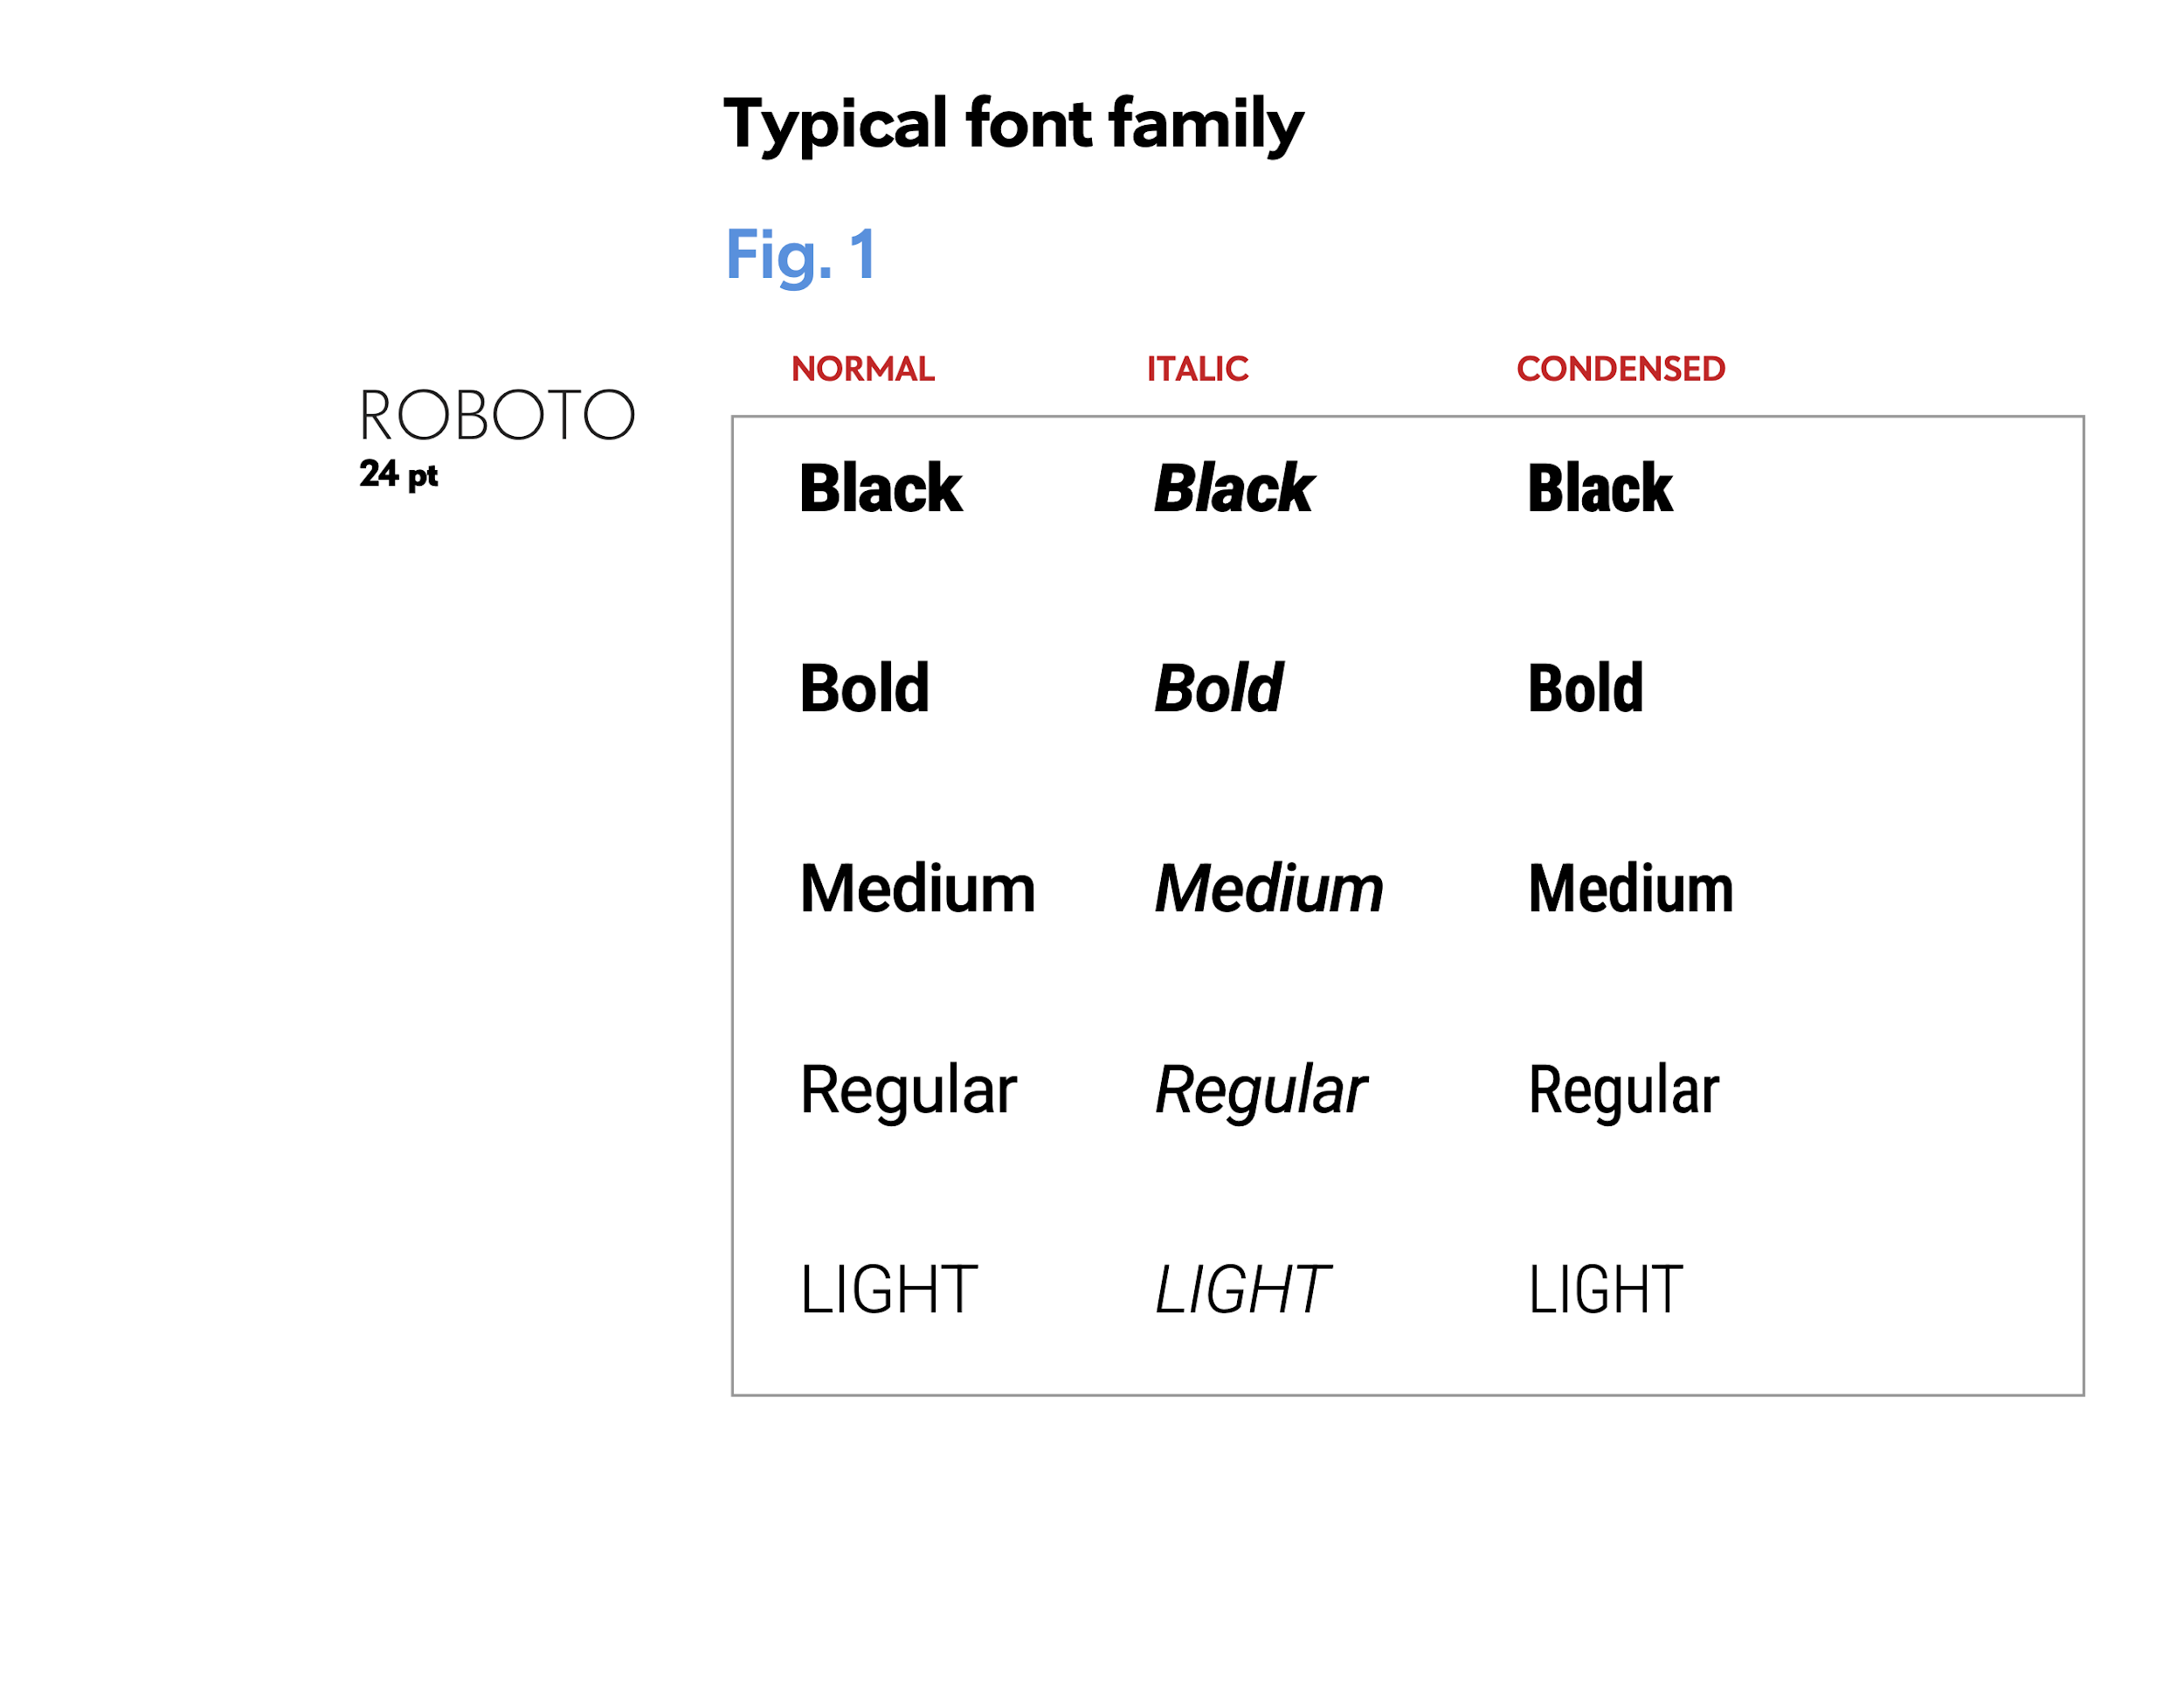 Typical font family
Fig. 1
NORMAL ITALIC CONDENSED
ROBOTO
24 pt
Black Black Black
Bold Bold Bold
Medium Medium Medium
Regular Regular Regular
LIGHT LIGHT LIGHT